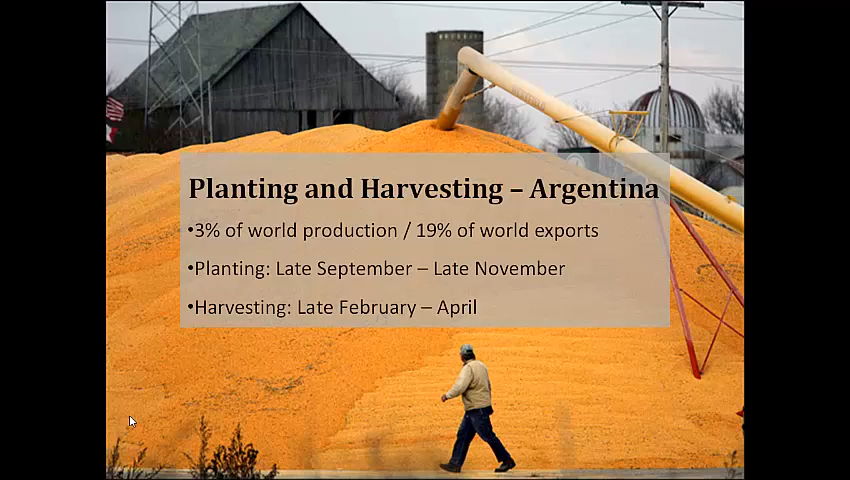 Planting and Harvesting – Argentina
•3% of world production / 19% of world exports
•Planting: Late September – Late November
•Harvesting: Late February – April